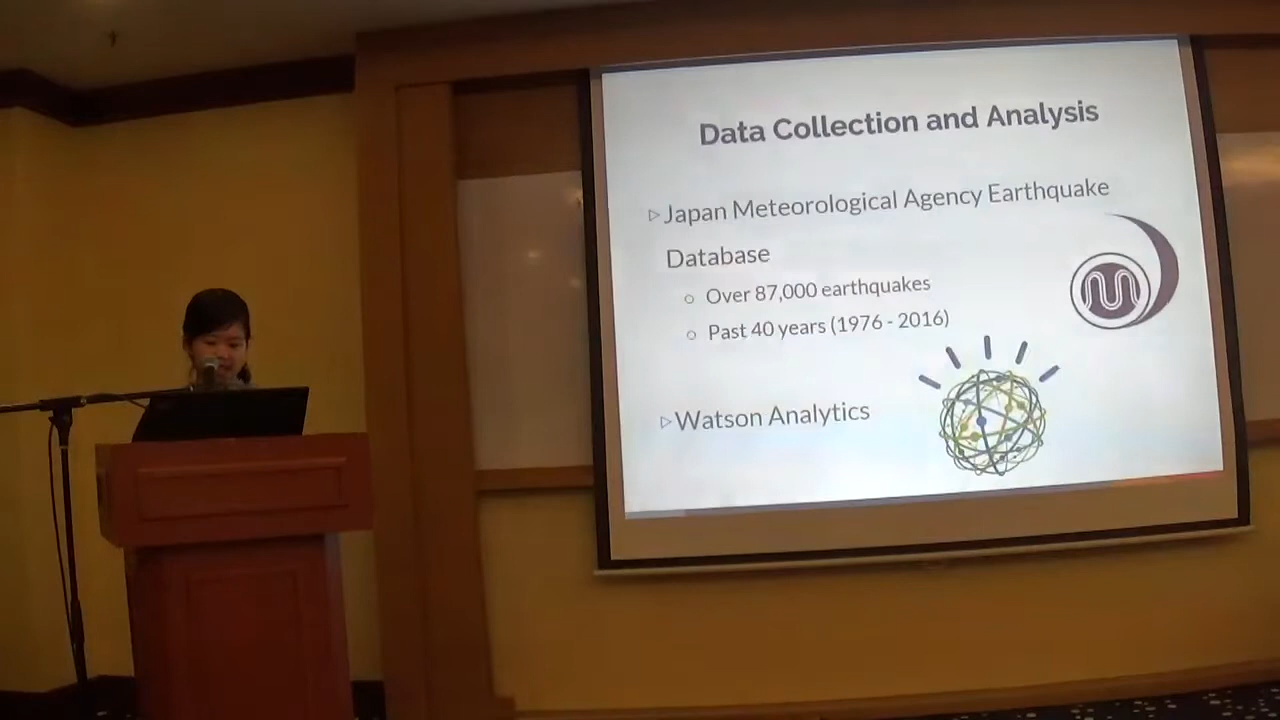 Data Collection and Analysis
▷Japan Meteorological Agency Earthquake
Database
○ Over 87,000 earthquakes
○ Past 40 years (1976 - 2016)
▷Watson Analytics